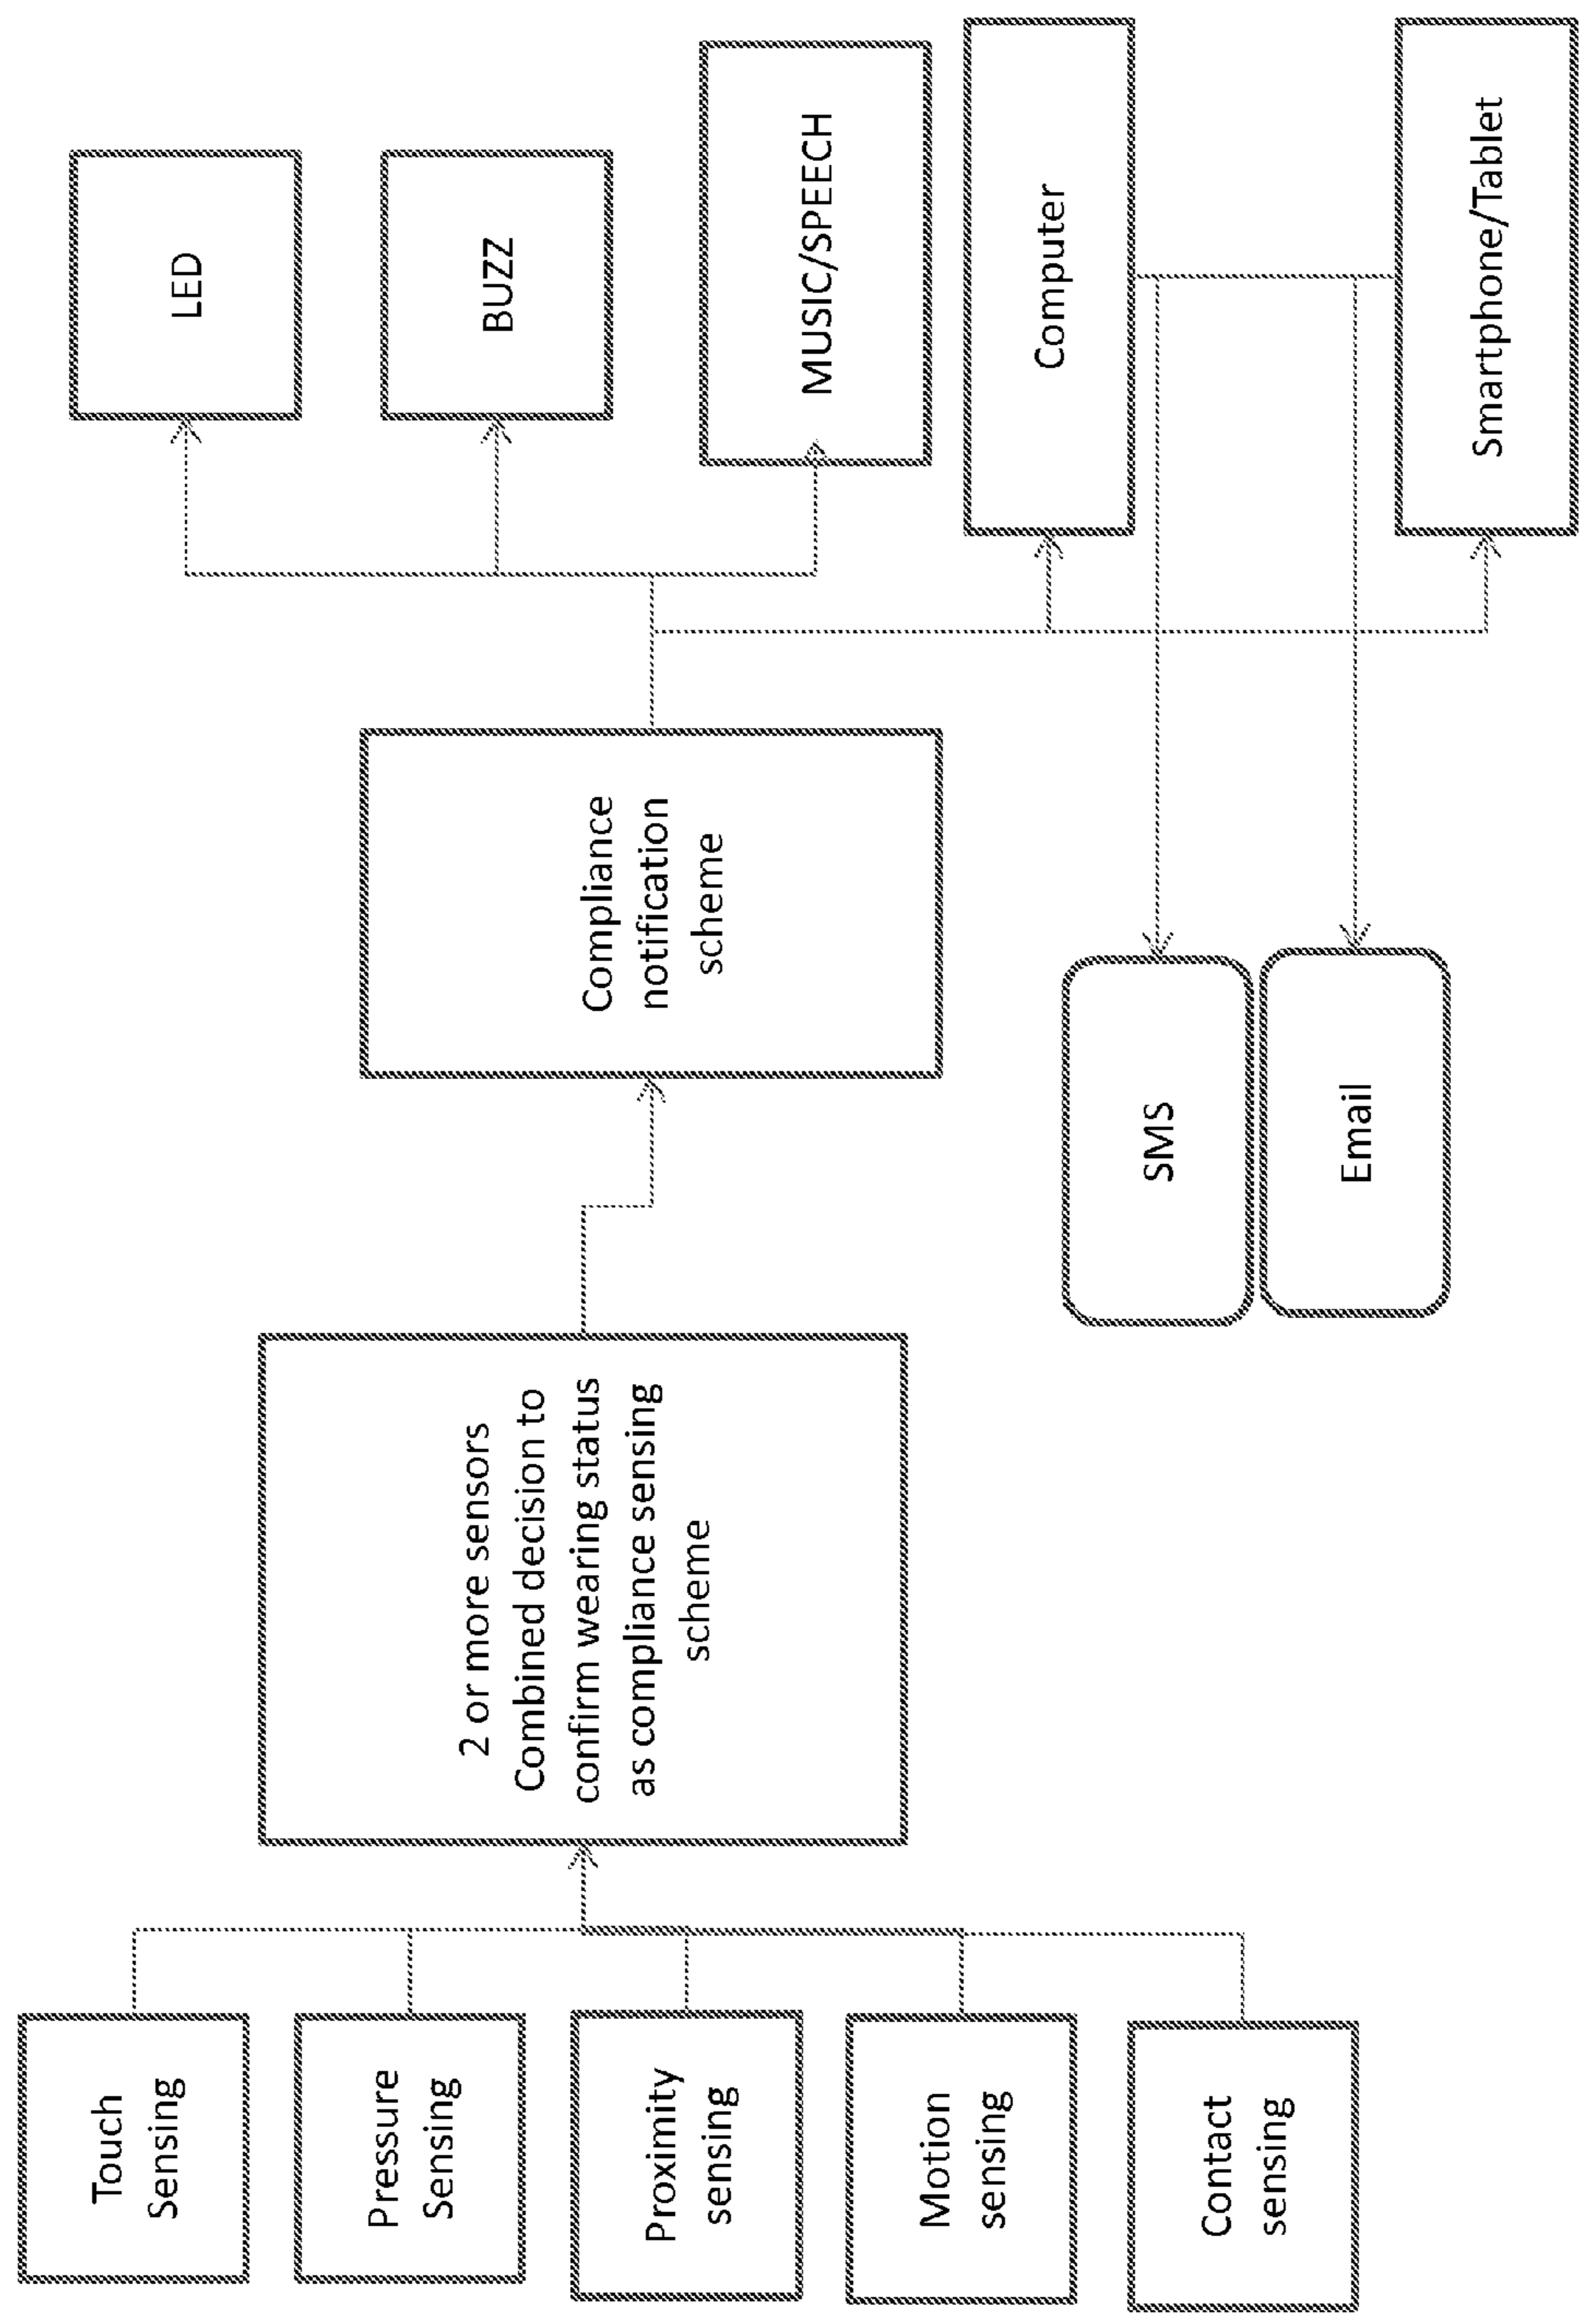 Touch
Sensing
Pressure
Sensing
Proximity
sensing
Motion
sensing
Contact
sensing
2 or more sensors
Combined decision to
confirm wearing status
as compliance sensing
scheme
Compliance
notification
scheme
LED
BUZZ
MUSIC/SPEECH
Computer
Smartphone/Tablet
SMS
Email